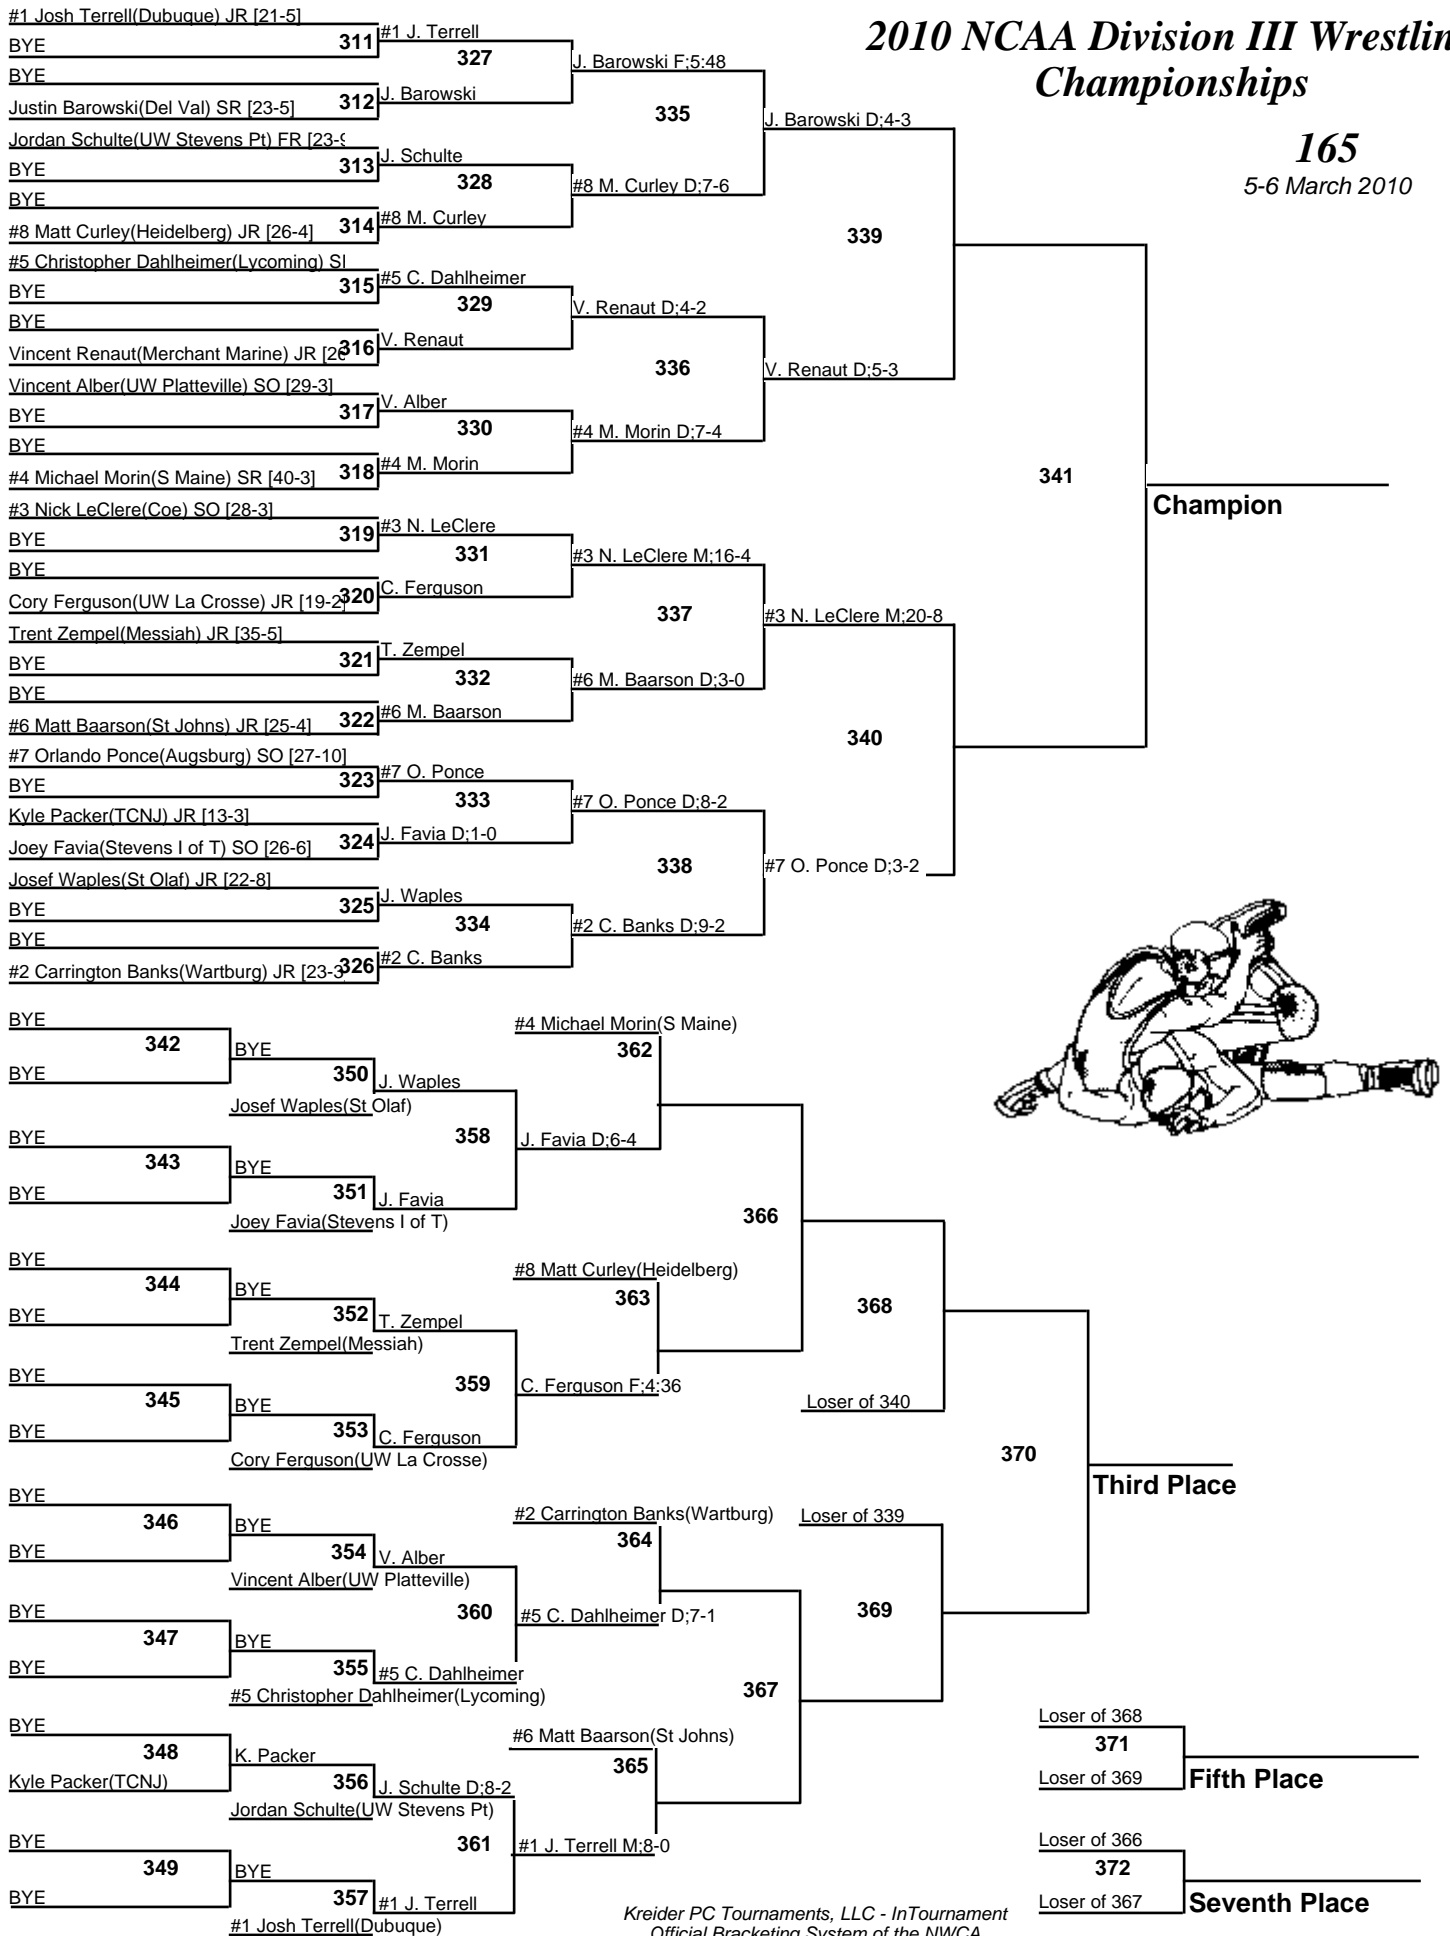 2010 NCAA Division III Wrestlin
Championships
165
5-6 March 2010
#1 Josh Terrell(Dubuque) JR [21-5]
BYE
311
BYE
Justin Barowski(Del Val) SR [23-5]
312
Jordan Schulte(UW Stevens Pt) FR [23-9
BYE
313
BYE
#8 Matt Curley(Heidelberg) JR [26-4]
314
#5 Christopher Dahlheimer(Lycoming) SI
BYE
315
BYE
Vincent Renaut(Merchant Marine) JR [26
316
Vincent Alber(UW Platteville) SO [29-3]
BYE
317
BYE
#4 Michael Morin(S Maine) SR [40-3]
318
#3 Nick LeClere(Coe) SO [28-3]
BYE
319
BYE
Cory Ferguson(UW La Crosse) JR [19-2]
320
Trent Zempel(Messiah) JR [35-5]
BYE
321
BYE
#6 Matt Baarson(St Johns) JR [25-4]
322
#7 Orlando Ponce(Augsburg) SO [27-10]
BYE
323
Kyle Packer(TCNJ) JR [13-3]
Joey Favia(Stevens I of T) SO [26-6]
324
Josef Waples(St Olaf) JR [22-8]
BYE
325
BYE
#2 Carrington Banks(Wartburg) JR [23-3
326
#1 J. Terrell
327
J. Barowski
J. Schulte
328
#8 M. Curley
#5 C. Dahlheimer
329
V. Renaut
V. Alber
330
#4 M. Morin
#3 N. LeClere
331
C. Ferguson
T. Zempel
332
#6 M. Baarson
#7 O. Ponce
333
J. Favia D;1-0
J. Waples
334
#2 C. Banks
J. Barowski F;5:48
335
#8 M. Curley D;7-6
V. Renaut D;4-2
336
#4 M. Morin D;7-4
#3 N. LeClere M;16-4
337
#6 M. Baarson D;3-0
#7 O. Ponce D;8-2
338
#2 C. Banks D;9-2
J. Barowski D;4-3
339
V. Renaut D;5-3
#3 N. LeClere M;20-8
340
#7 O. Ponce D;3-2
341
Champion
BYE
342
BYE
BYE
343
BYE
BYE
344
BYE
BYE
345
BYE
BYE
346
BYE
BYE
347
BYE
BYE
348
Kyle Packer(TCNJ)
BYE
349
BYE
BYE
350
Josef Waples(St Olaf)
BYE
351
Joey Favia(Stevens I of T)
BYE
352
Trent Zempel(Messiah)
BYE
353
Cory Ferguson(UW La Crosse)
BYE
354
Vincent Alber(UW Platteville)
BYE
355
#5 Christopher Dahlheimer(Lycoming)
K. Packer
356
Jordan Schulte(UW Stevens Pt)
BYE
357
#1 Josh Terrell(Dubuque)
J. Waples
358
J. Favia
T. Zempel
359
C. Ferguson
V. Alber
360
#5 C. Dahlheimer
J. Schulte D;8-2
361
#1 J. Terrell
#4 Michael Morin(S Maine)
362
J. Favia D;6-4
#8 Matt Curley(Heidelberg)
363
C. Ferguson F;4:36
#2 Carrington Banks(Wartburg)
364
#5 C. Dahlheimer D;7-1
#6 Matt Baarson(St Johns)
365
#1 J. Terrell M;8-0
366
367
368
Loser of 340
Loser of 339
369
370
Third Place
Loser of 368
371
Loser of 369
Fifth Place
Loser of 366
372
Loser of 367
Seventh Place
Kreider PC Tournaments, LLC - InTournament
Official Bracketing System of the NWCA